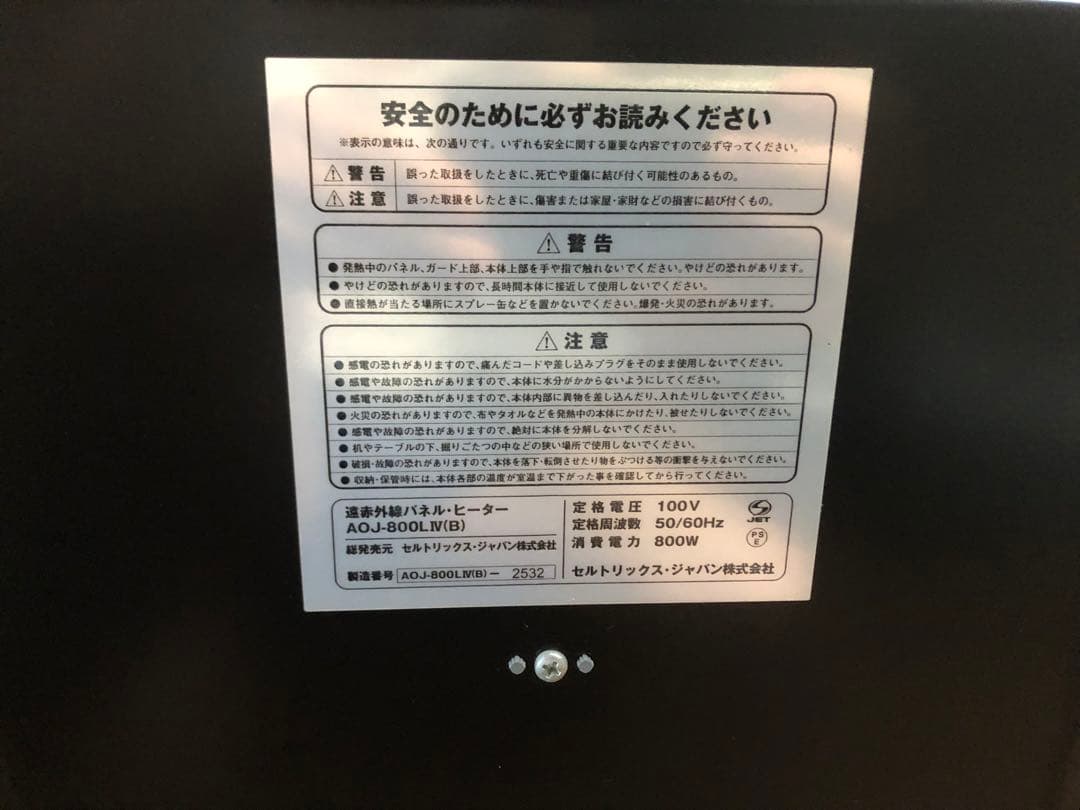 安全のために必ずお読みください
※表示の意味は、次の通りです。いずれも安全に関する重要な内容ですので必ず守ってください。
⚠警告 誤った取扱をしたときに、死亡や重傷に結び付く可能性のあるもの。
⚠注意 誤った取扱をしたときに、傷害または家屋・家財などの損害に結び付くもの。
⚠警告
●発熱中のパネル、ガード上部、本体上部を手や指で触れないでください。やけどの恐れがあります。
●やけどの恐れがありますので、長時間本体に接近して使用しないでください。
●直接熱が当たる場所にスプレー缶などを置かないでください。爆発・火災の恐れがあります。
⚠注意
●感電の恐れがありますので、痛んだコードや差し込みプラグをそのまま使用しないでください。
●感電や故障の恐れがありますので、本体に水分がかからないようにしてください。
●感電や故障の恐れがありますので、本体内部に異物を差し込んだり、入れたりしないでください。
●火災の恐れがありますので、布やタオルなどを発熱中の本体にかけたり、被せたりしないでください。
●感電や故障の恐れがありますので、絶対に本体を分解しないでください。
●机やテーブルの下、掘りごたつの中などの狭い場所で使用しないでください。
●破損・故障の恐れがありますので、本体を落下・転倒させたり物をぶつける等の衝撃を与えないでください。
●収納・保管時には、本体各部の温度が室温まで下がった事を確認してから行ってください。
遠赤外線パネル・ヒーター
AOJ-800LⅣ(B)
総発売元 セルトリックス・ジャパン株式会社
製造番号 AOJ-800LⅣ(B)－ 2532
定格電圧 100V
定格周波数 50/60Hz
消費電力 800W
JET
PS
E
セルトリックス・ジャパン株式会社